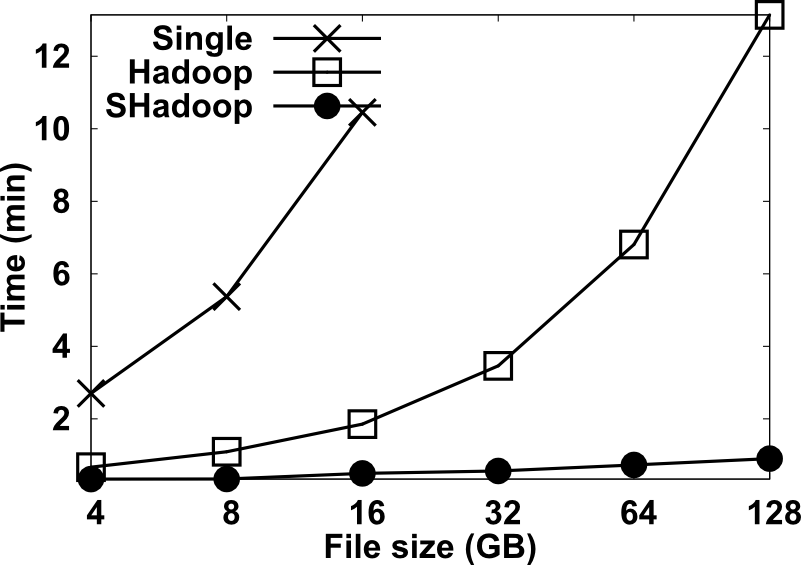 Single
Hadoop
SHadoop
12
10
8
6
4
2
Time (min)
4 8 16 32 64 128
File size (GB)